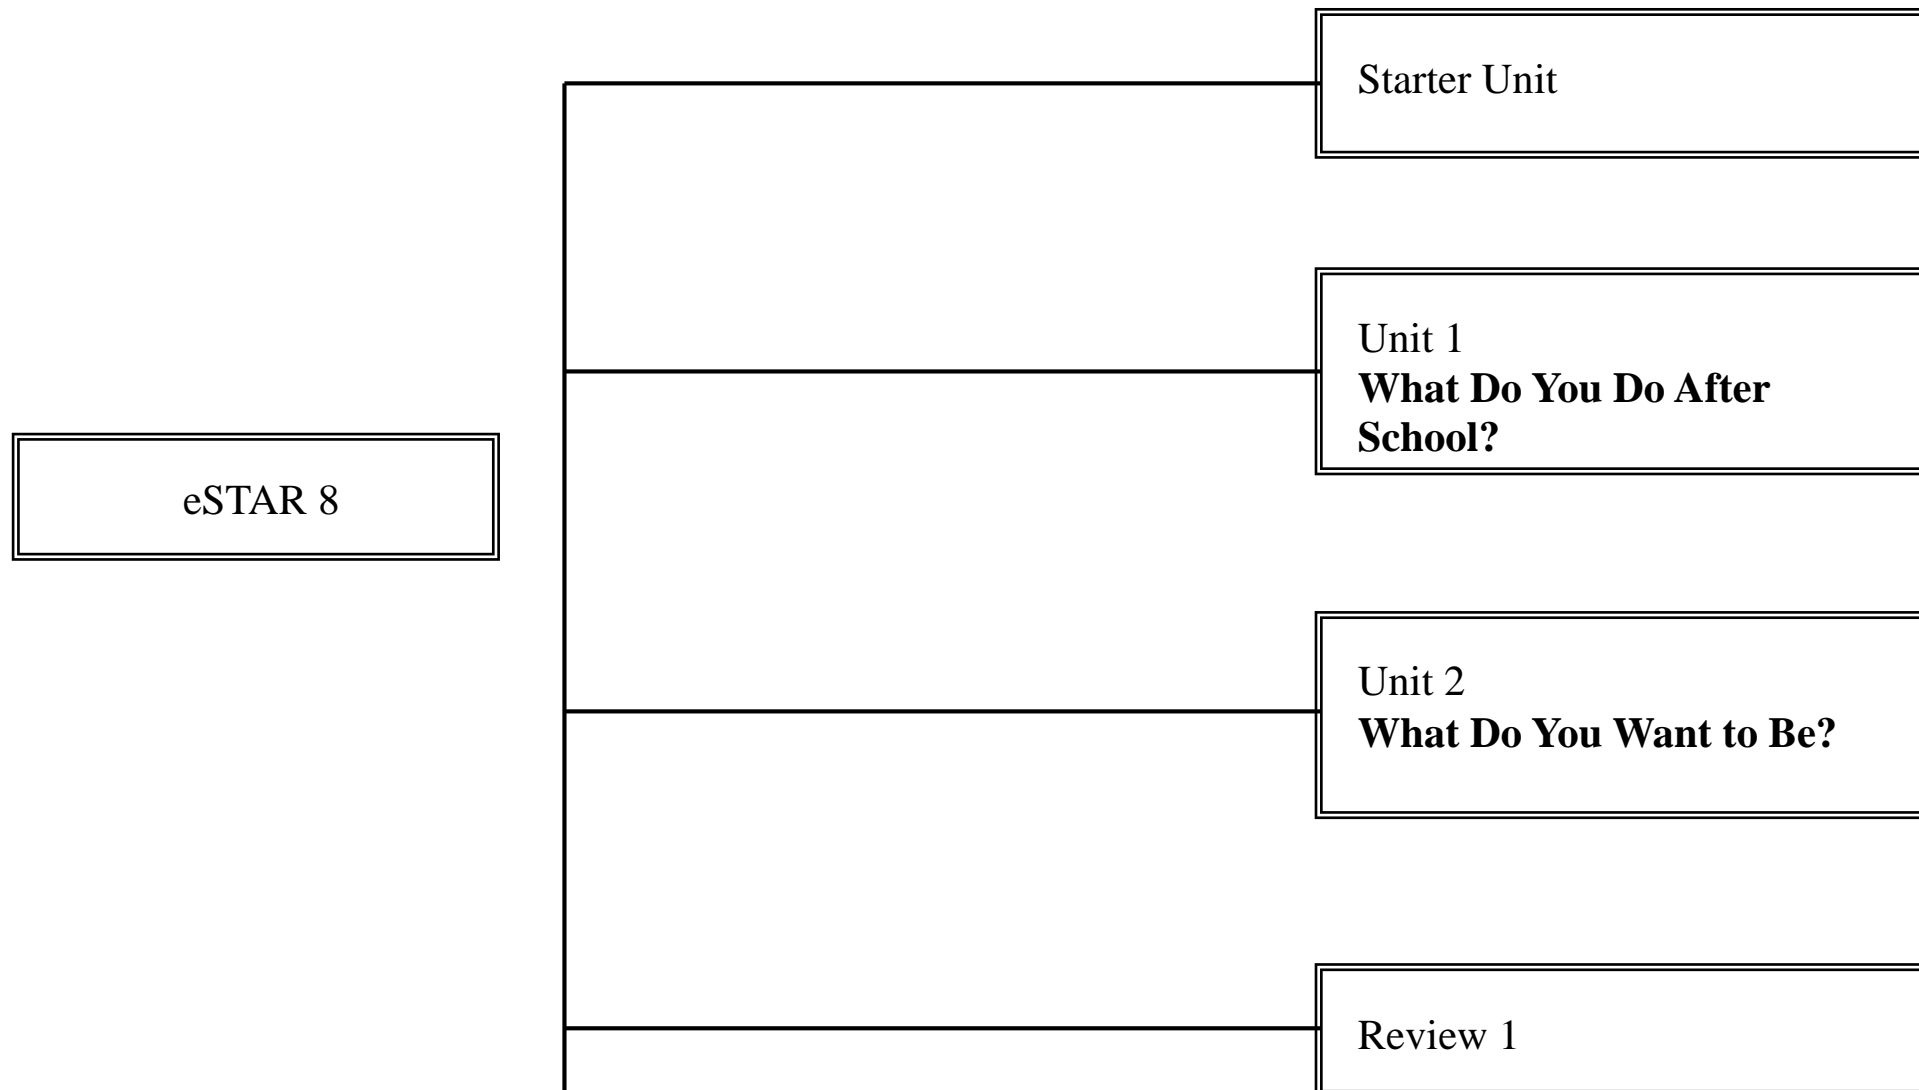 Starter Unit
Unit 1
What Do You Do After
School?
eSTAR 8
Unit 2
What Do You Want to Be?
Review 1